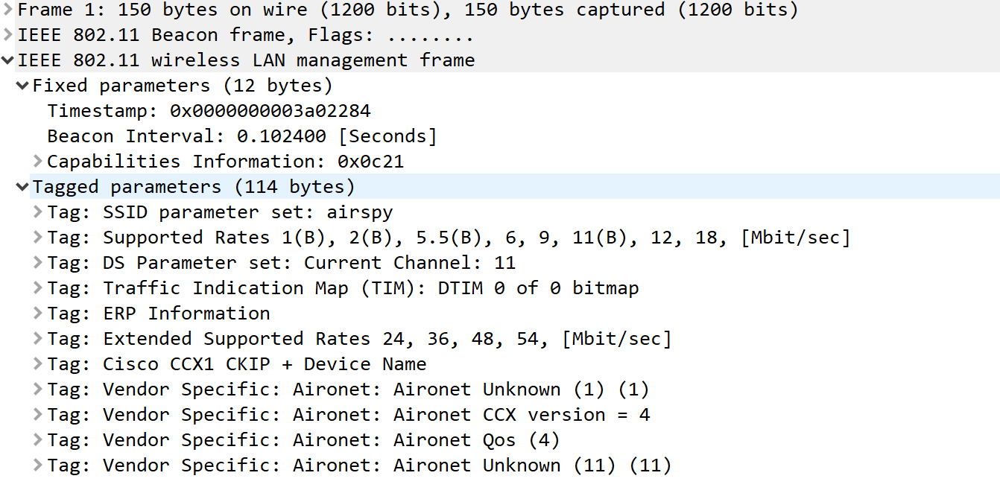 Frame 1: 150 bytes on wire (1200 bits), 150 bytes captured (1200 bits)
IEEE 802.11 Beacon frame, Flags: ........
IEEE 802.11 wireless LAN management frame
Fixed parameters (12 bytes)
Timestamp: 0x0000000003a02284
Beacon Interval: 0.102400 [Seconds]
Capabilities Information: 0x0c21
Tagged parameters (114 bytes)
Tag: SSID parameter set: airspy
Tag: Supported Rates 1(B), 2(B), 5.5(B), 6, 9, 11(B), 12, 18, [Mbit/sec]
Tag: DS Parameter set: Current Channel: 11
Tag: Traffic Indication Map (TIM): DTIM 0 of 0 bitmap
Tag: ERP Information
Tag: Extended Supported Rates 24, 36, 48, 54, [Mbit/sec]
Tag: Cisco CCX1 CKIP + Device Name
Tag: Vendor Specific: Aironet: Aironet Unknown (1) (1)
Tag: Vendor Specific: Aironet: Aironet CCX version = 4
Tag: Vendor Specific: Aironet: Aironet Qos (4)
Tag: Vendor Specific: Aironet: Aironet Unknown (11) (11)